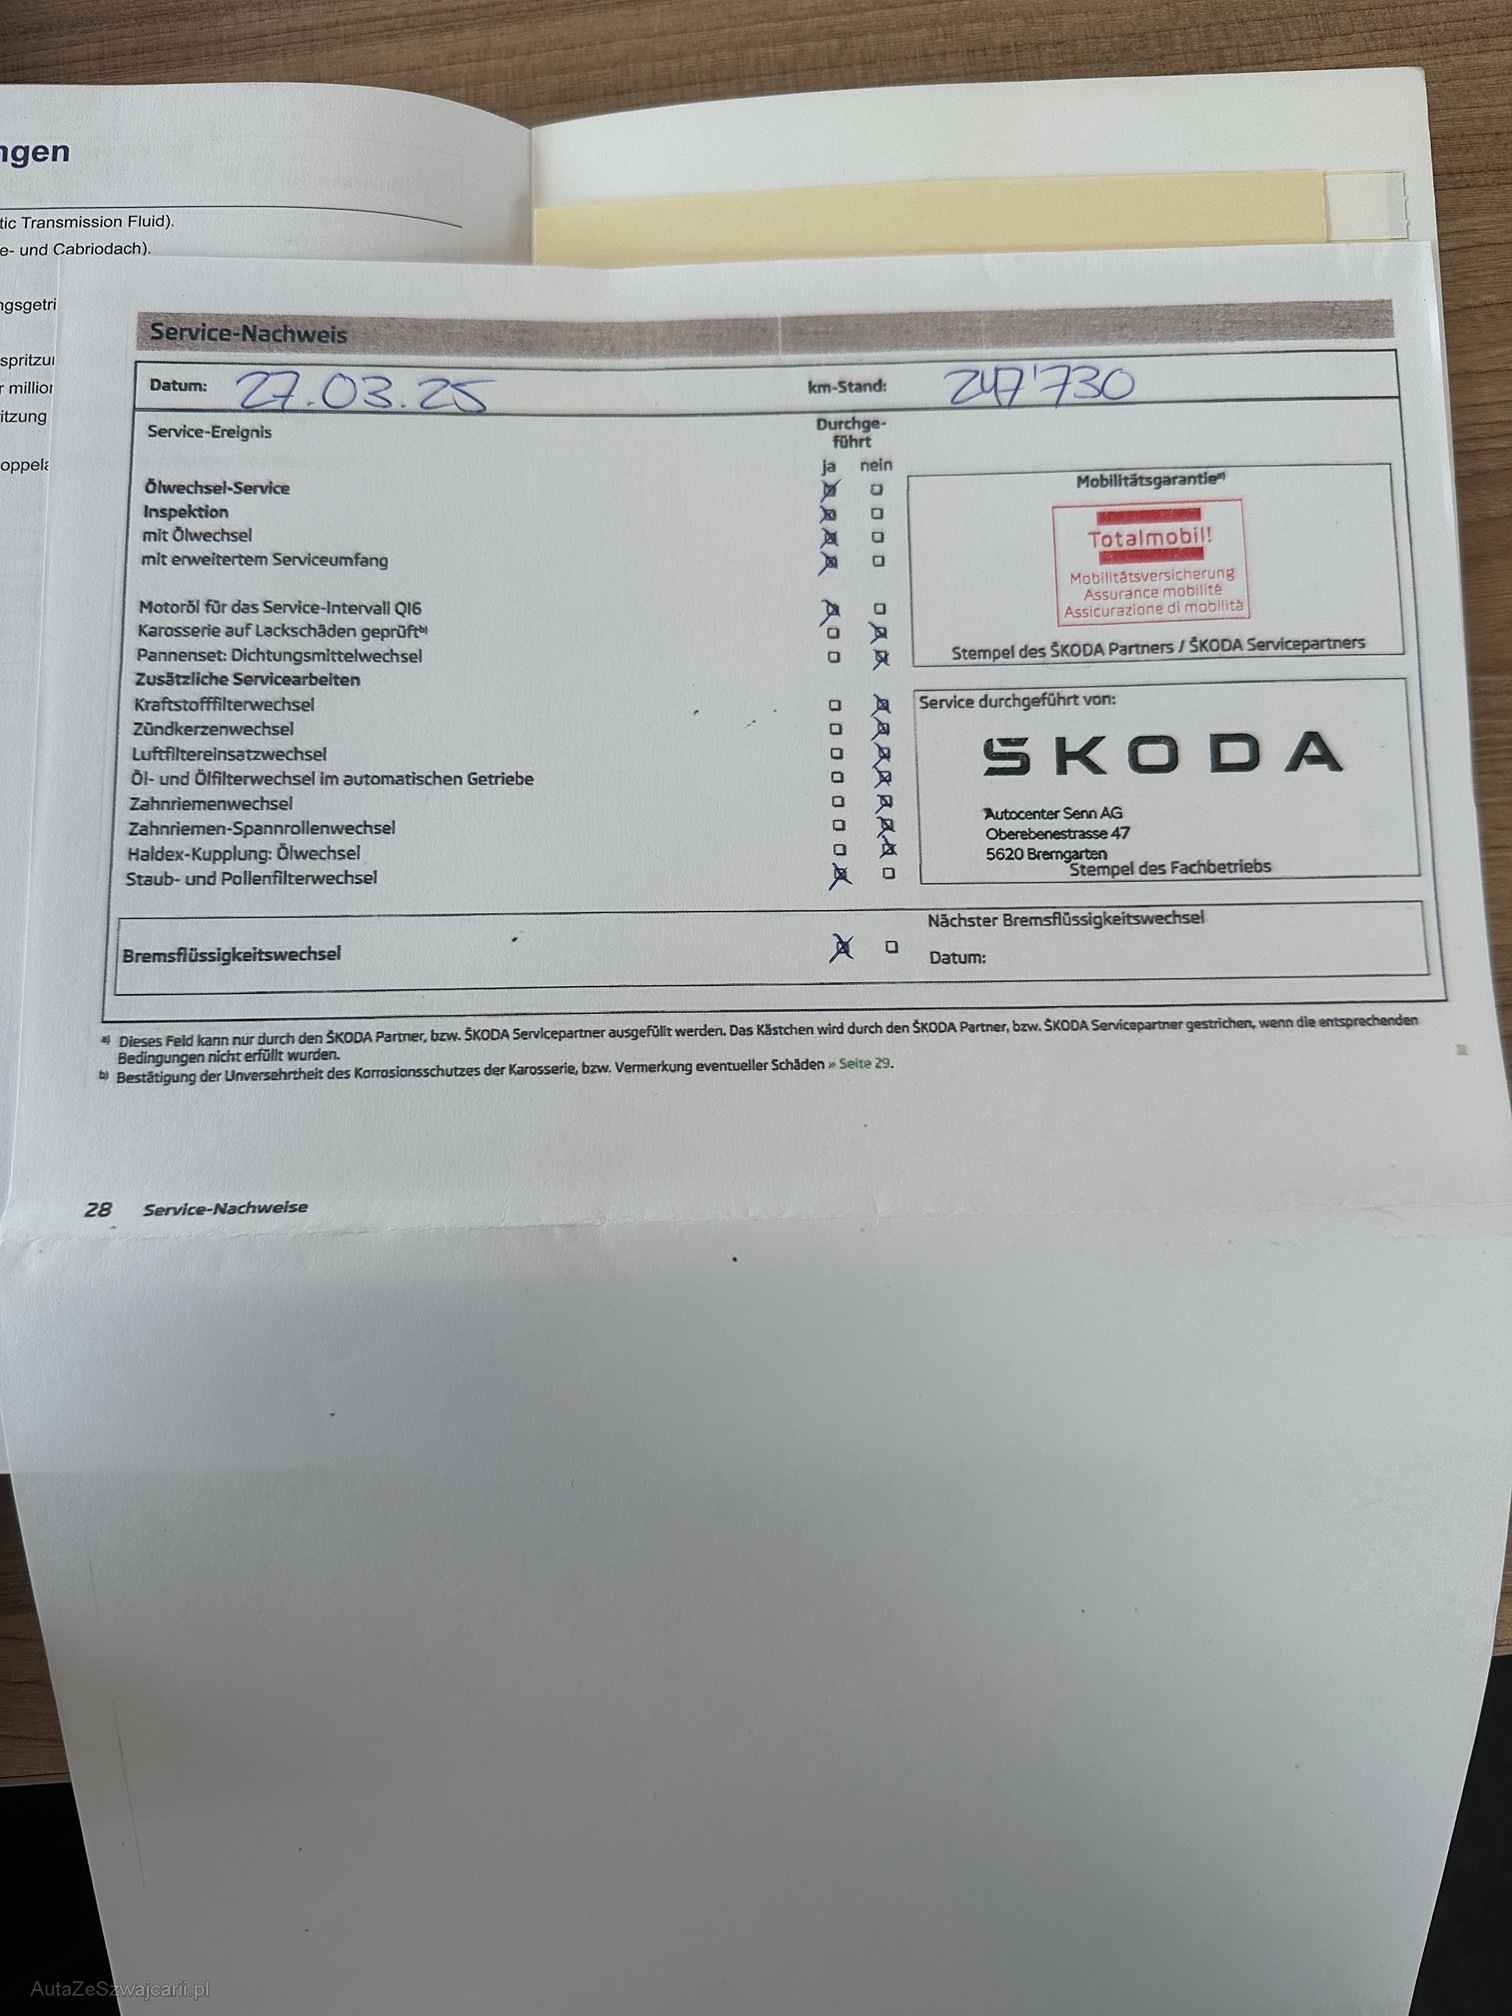 ngen
tic Transmission Fluid).
e- und Cabriodach).
ngsgetri
spritzu
r million
itzung
oppela
Service-Nachweis
Datum: 27.03.25 km-Stand: 247'730
Service-Ereignis Durchge-
führt
ja nein
Ölwechsel-Service
Inspektion
mit Ölwechsel
mit erweitertem Serviceumfang
Motoröl für das Service-Intervall QI6
Karosserie auf Lackschäden geprüftb)
Pannenset: Dichtungsmittelwechsel
Zusätzliche Servicearbeiten
Kraftstofffilterwechsel
Zündkerzenwechsel
Luftfiltereinsatzwechsel
Öl- und Ölfilterwechsel im automatischen Getriebe
Zahnriemenwechsel
Zahnriemen-Spannrollenwechsel
Haldex-Kupplung: Ölwechsel
Staub- und Pollenfilterwechsel
Mobilitätsgarantiea)
Totalmobil!
Mobilitätsversicherung
Assurance mobilité
Assicurazione di mobilità
Stempel des ŠKODA Partners / ŠKODA Servicepartners
Service durchgeführt von:
ŠKODA
Autocenter Senn AG
Oberebenestrasse 47
5620 Bremgarten
Stempel des Fachbetriebs
Bremsflüssigkeitswechsel
Nächster Bremsflüssigkeitswechsel
Datum:
a) Dieses Feld kann nur durch den ŠKODA Partner, bzw. ŠKODA Servicepartner ausgefüllt werden. Das Kästchen wird durch den ŠKODA Partner, bzw. ŠKODA Servicepartner gestrichen, wenn die entsprechenden
Bedingungen nicht erfüllt wurden.
b) Bestätigung der Unversehrtheit des Korrosionsschutzes der Karosserie, bzw. Vermerkung eventueller Schäden » Seite 29.
28 Service-Nachweise
AutaZeSzwajcarii.pl